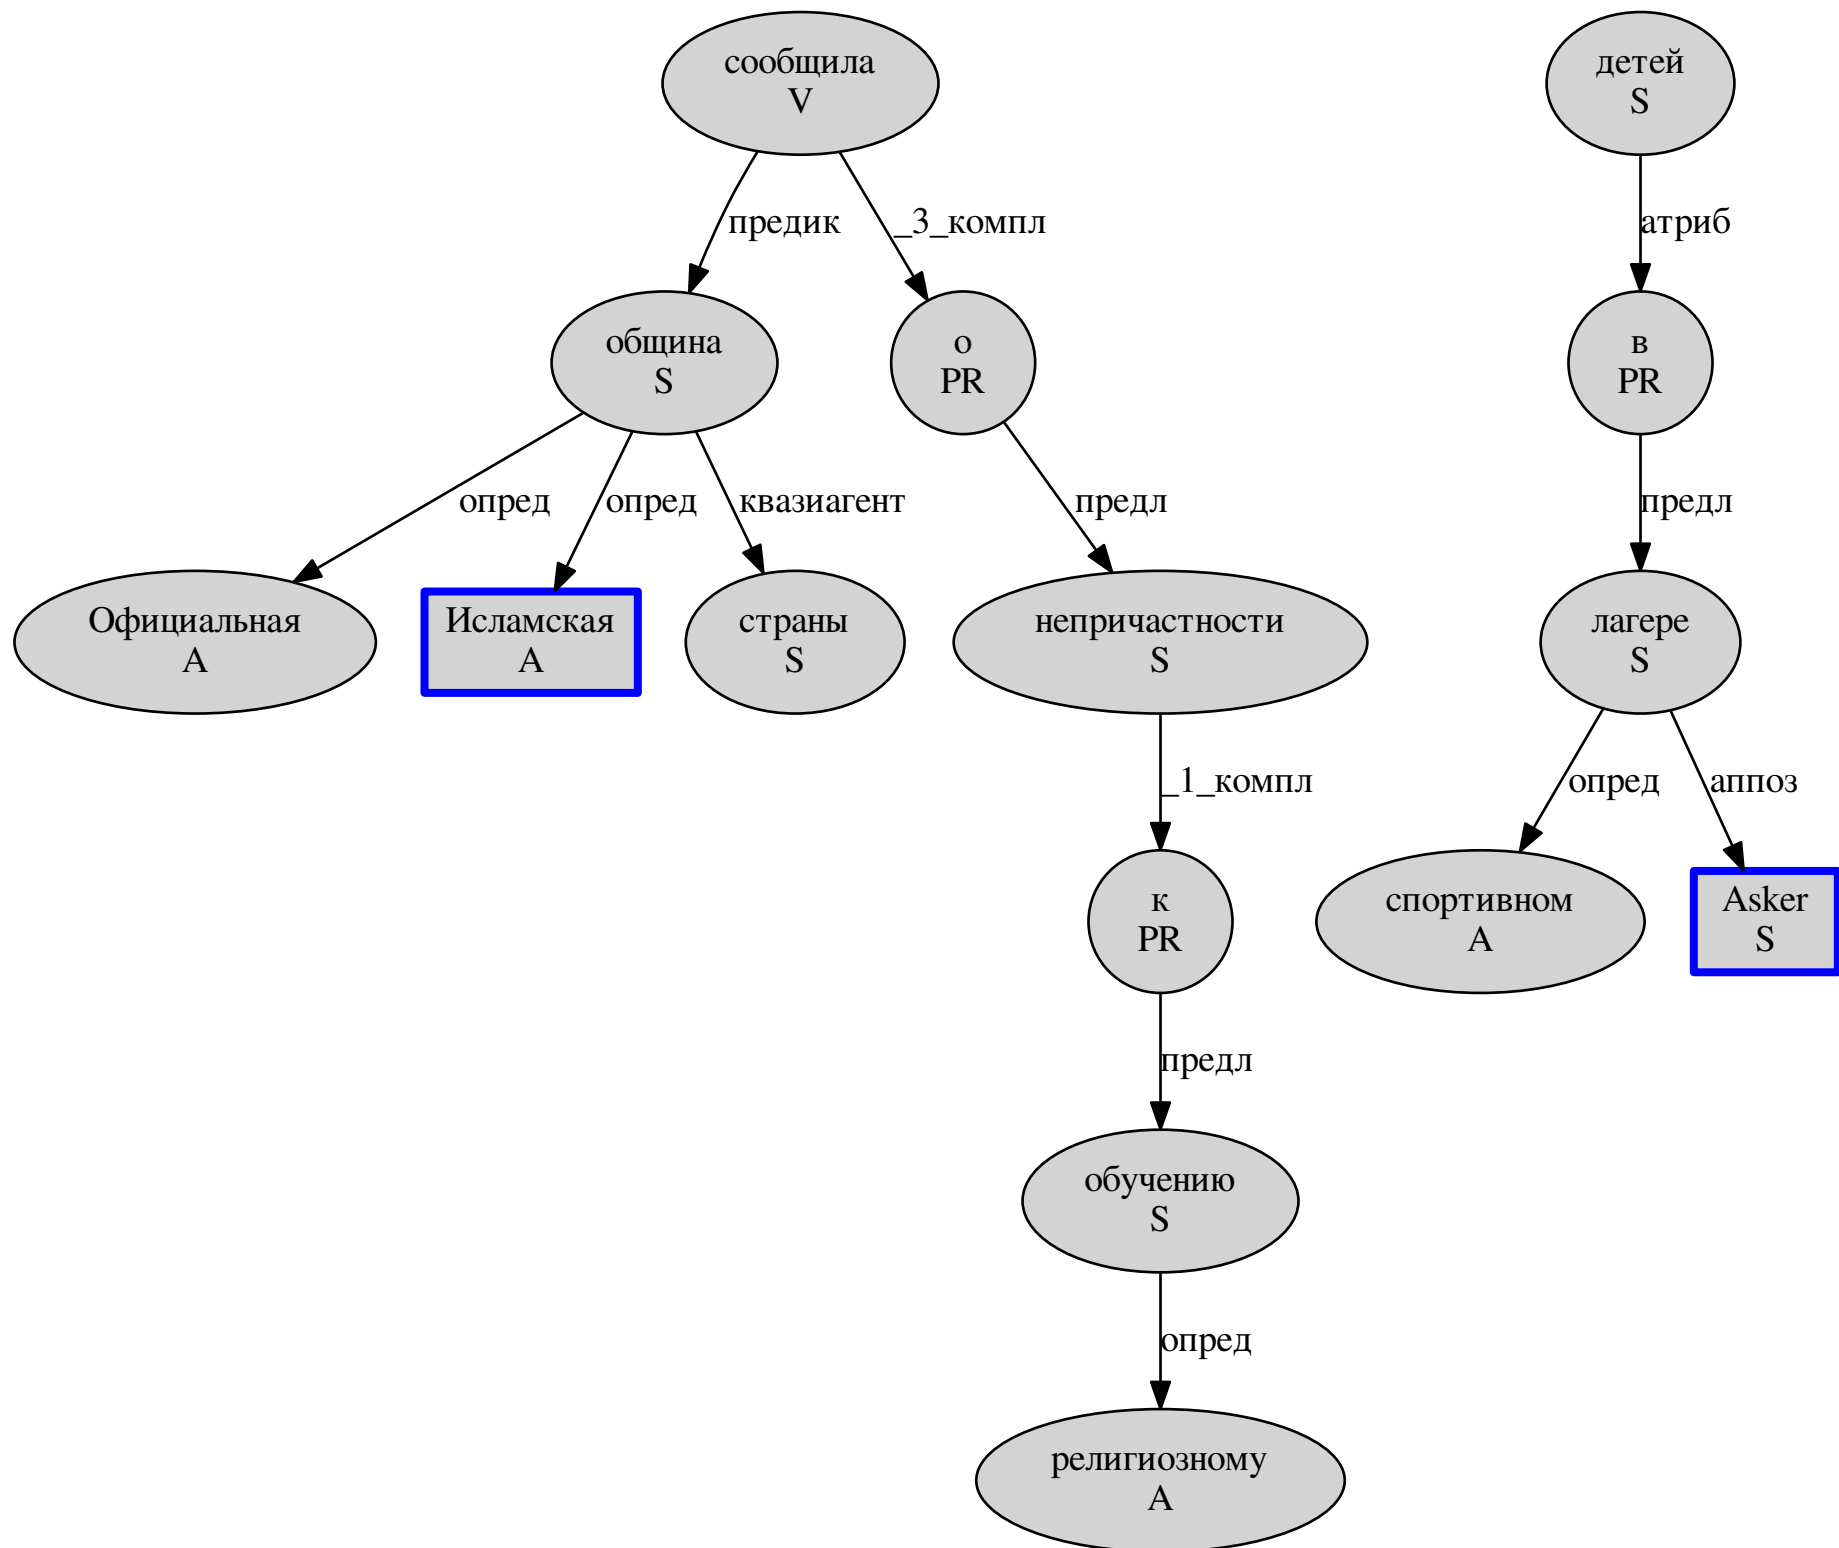 сообщила
V
детей
S
предик
_3_компл
атриб
община
S
о
PR
в
PR
опред
опред
квазиагент
предл
предл
Официальная
A
Исламская
A
страны
S
непричастности
S
лагере
S
_1_компл
опред
аппоз
к
PR
спортивном
A
Asker
S
предл
обучению
S
опред
религиозному
A